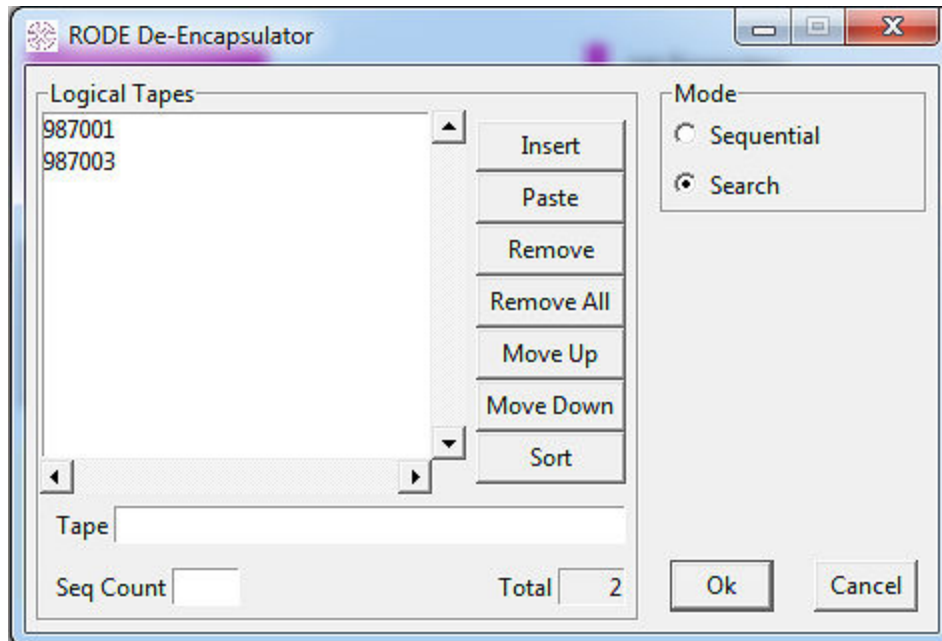 RODE De-Encapsulator
Logical Tapes
987001
987003
Insert
Paste
Remove
Remove All
Move Up
Move Down
Sort
Tape
Seq Count
Total 2
Mode
Sequential
Search
Ok
Cancel